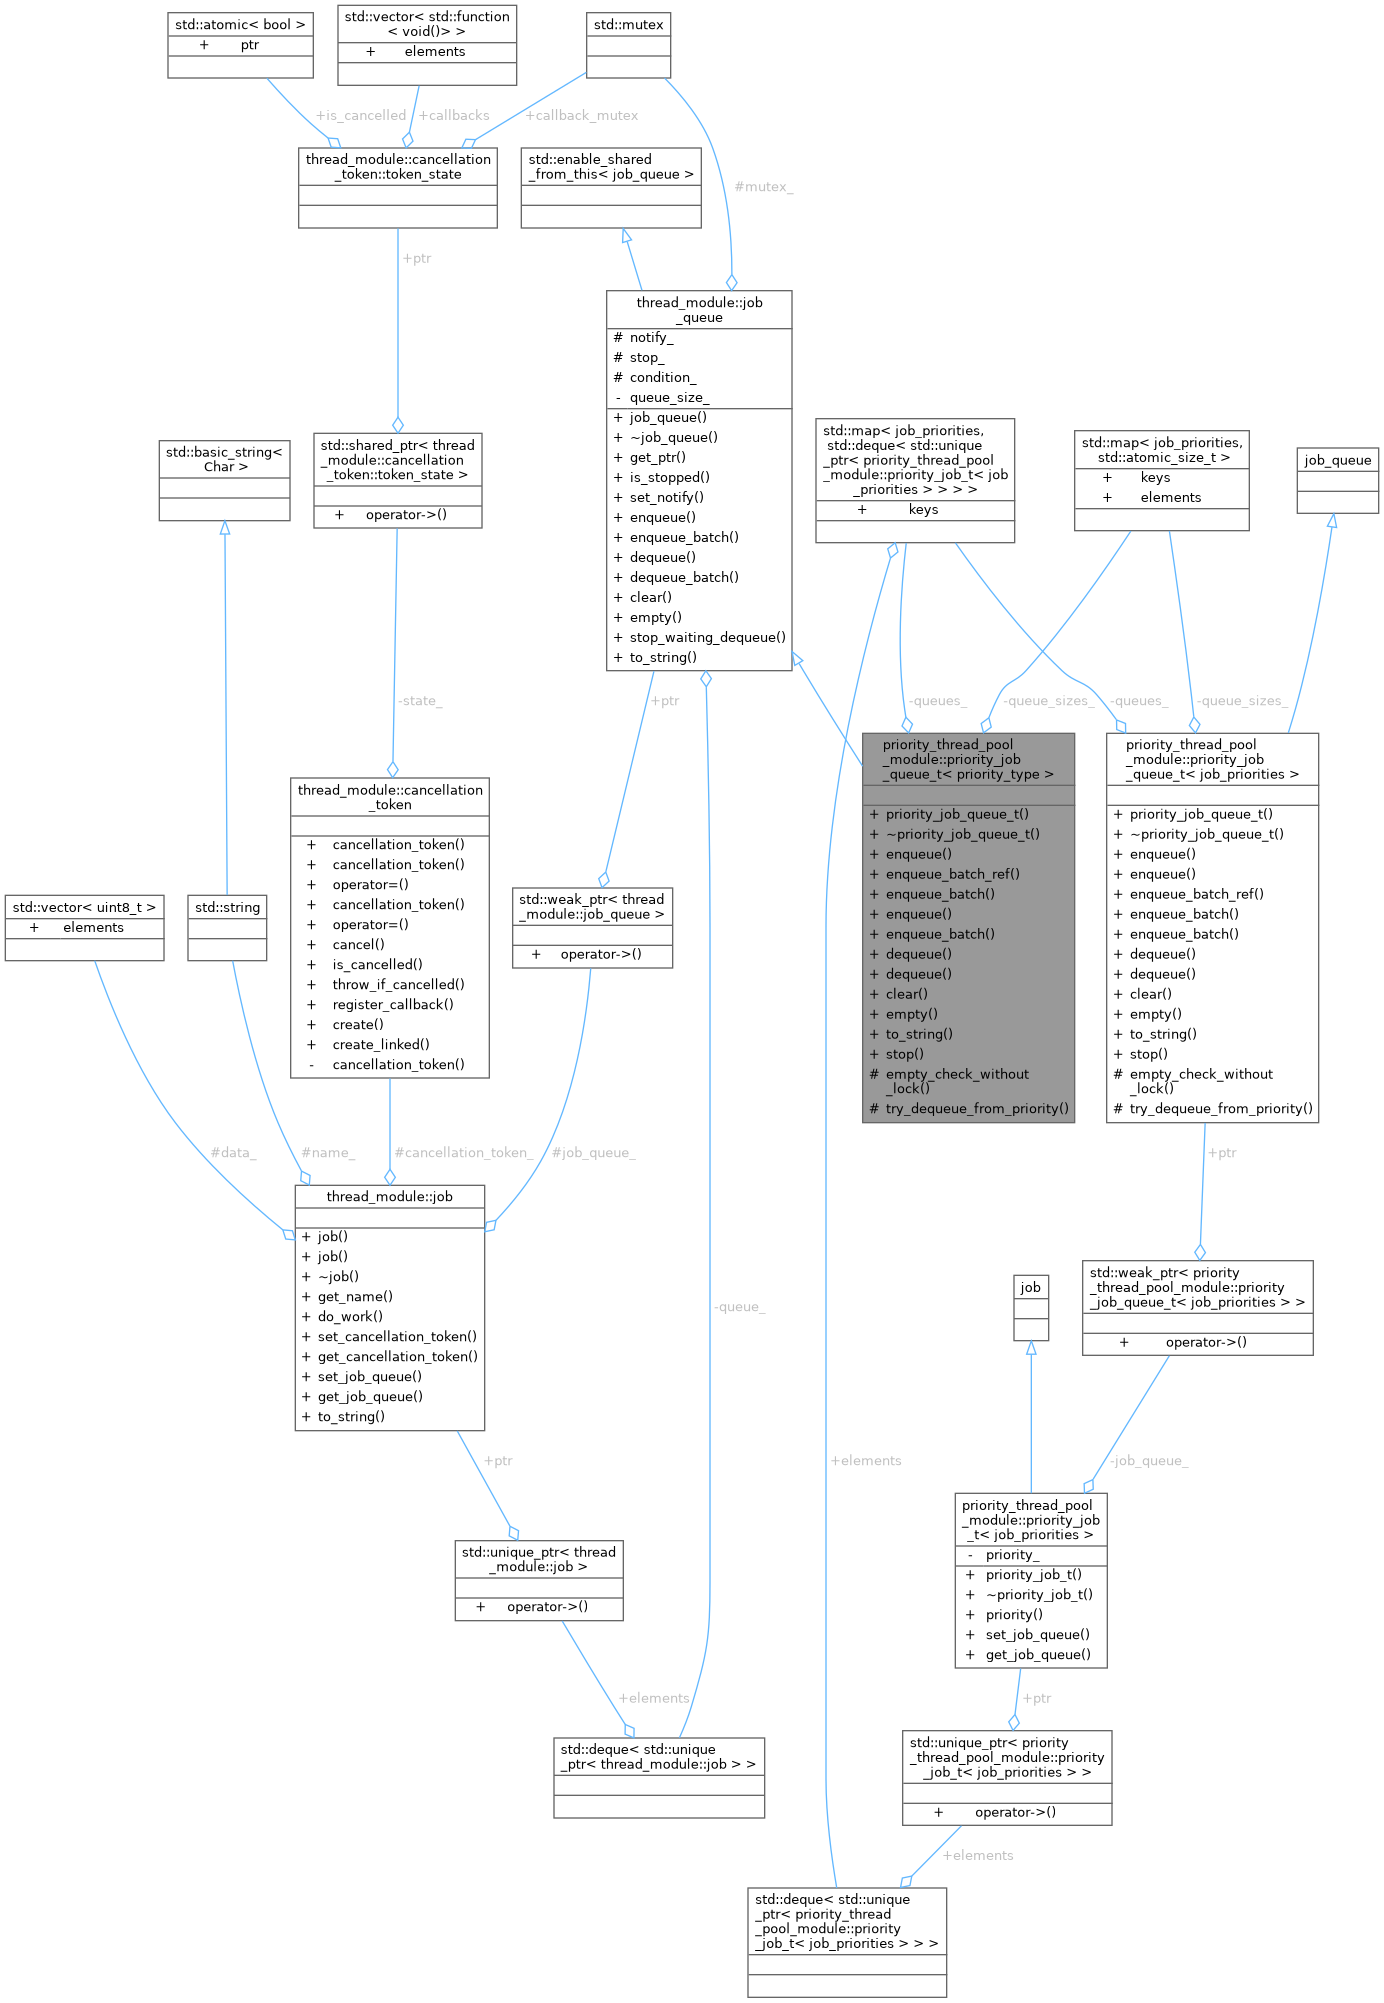 std::atomic< bool >
+ ptr
std::vector< std::function
< void()> >
+ elements
std::mutex
+is_cancelled
+callbacks
+callback_mutex
thread_module::cancellation
_token::token_state
std::enable_shared
_from_this< job_queue >
#mutex_
+ptr
thread_module::job
_queue
# notify_
# stop_
# condition_
- queue_size_
+ job_queue()
+ ~job_queue()
+ get_ptr()
+ is_stopped()
+ set_notify()
+ enqueue()
+ enqueue_batch()
+ dequeue()
+ dequeue_batch()
+ clear()
+ empty()
+ stop_waiting_dequeue()
+ to_string()
std::basic_string<
Char >
std::shared_ptr< thread
_module::cancellation
_token::token_state >
+ operator->()
std::map< job_priorities,
std::deque< std::unique
_ptr< priority_thread_pool
_module::priority_job_t< job
_priorities > > > >
+ keys
std::map< job_priorities,
std::atomic_size_t >
+ keys
+ elements
job_queue
-state_
+ptr
-queues_
-queue_sizes_
-queues_
-queue_sizes_
priority_thread_pool
_module::priority_job
_queue_t< priority_type >
+ priority_job_queue_t()
+ ~priority_job_queue_t()
+ enqueue()
+ enqueue_batch_ref()
+ enqueue_batch()
+ enqueue()
+ enqueue_batch()
+ dequeue()
+ dequeue()
+ clear()
+ empty()
+ to_string()
+ stop()
# empty_check_without
_lock()
# try_dequeue_from_priority()
priority_thread_pool
_module::priority_job
_queue_t< job_priorities >
+ priority_job_queue_t()
+ ~priority_job_queue_t()
+ enqueue()
+ enqueue()
+ enqueue_batch_ref()
+ enqueue_batch()
+ enqueue_batch()
+ dequeue()
+ dequeue()
+ clear()
+ empty()
+ to_string()
+ stop()
# empty_check_without
_lock()
# try_dequeue_from_priority()
thread_module::cancellation
_token
+ cancellation_token()
+ cancellation_token()
+ operator=()
+ cancellation_token()
+ operator=()
+ cancel()
+ is_cancelled()
+ throw_if_cancelled()
+ register_callback()
+ create()
+ create_linked()
- cancellation_token()
std::vector< uint8_t >
+ elements
std::string
std::weak_ptr< thread
_module::job_queue >
+ operator->()
#data_
#name_
#cancellation_token_
#job_queue_
+ptr
thread_module::job
+ job()
+ job()
+ ~job()
+ get_name()
+ do_work()
+ set_cancellation_token()
+ get_cancellation_token()
+ set_job_queue()
+ get_job_queue()
+ to_string()
-queue_
job
std::weak_ptr< priority
_thread_pool_module::priority
_job_queue_t< job_priorities > >
+ operator->()
+ptr
+elements
-job_queue_
priority_thread_pool
_module::priority_job
_t< job_priorities >
- priority_
+ priority_job_t()
+ ~priority_job_t()
+ priority()
+ set_job_queue()
+ get_job_queue()
std::unique_ptr< thread
_module::job >
+ operator->()
+elements
+ptr
std::deque< std::unique
_ptr< thread_module::job > >
std::unique_ptr< priority
_thread_pool_module::priority
_job_t< job_priorities > >
+ operator->()
+elements
std::deque< std::unique
_ptr< priority_thread
_pool_module::priority
_job_t< job_priorities > > >